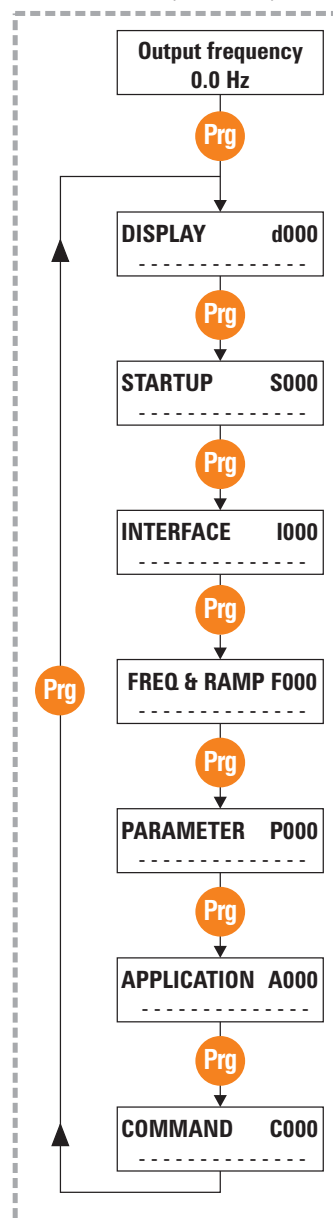 Output frequency
0.0 Hz
Prg
DISPLAY d000
- - - - - - - - - - - - - -
Prg
STARTUP S000
- - - - - - - - - - - - - -
Prg
INTERFACE I000
- - - - - - - - - - - - - -
Prg
FREQ & RAMP F000
- - - - - - - - - - - - - -
Prg
Prg
PARAMETER P000
- - - - - - - - - - - - - -
Prg
APPLICATION A000
- - - - - - - - - - - - - -
Prg
COMMAND C000
- - - - - - - - - - - - - -